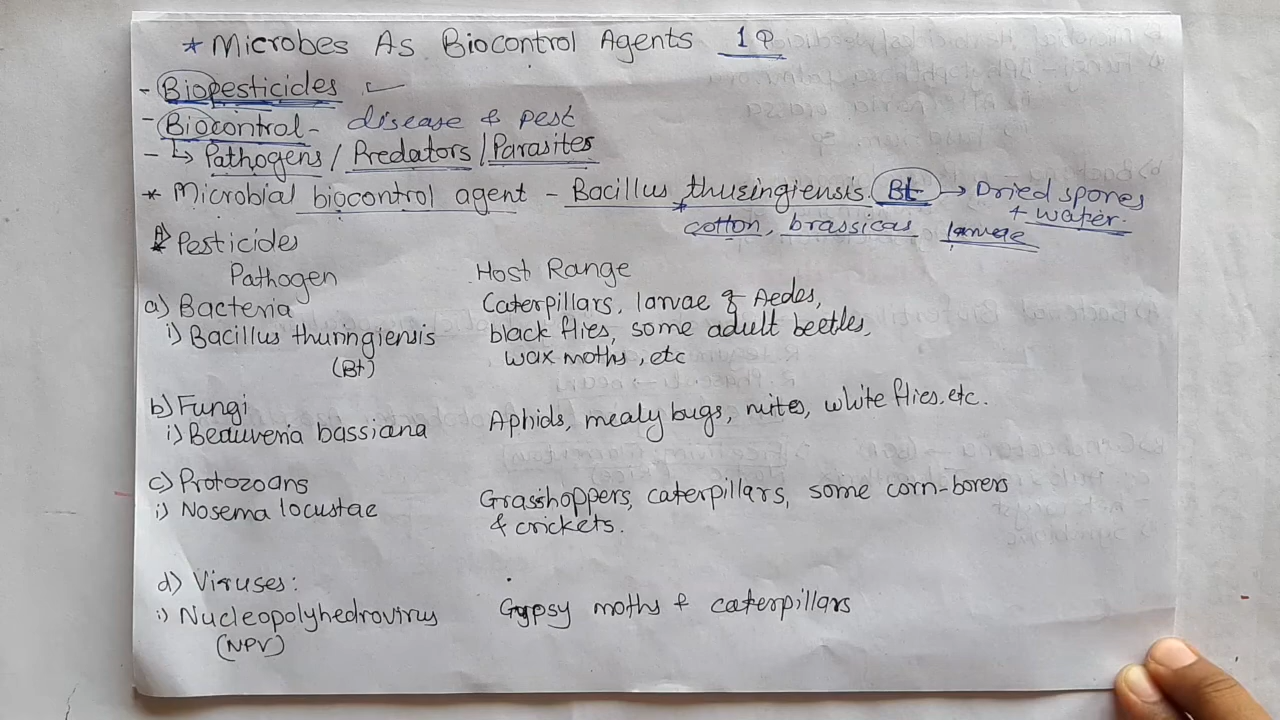 * Microbes As Biocontrol Agents 1Q
- Biopesticides
- Biocontrol - disease & pest
- ↳ Pathogens / Predators / Parasites
* Microbial biocontrol agent - Bacillus thuringiensis. Bt → Dried spores
+ water.
cotton, brassicas larvae
A) Pesticides
Pathogen Host Range
a) Bacteria Caterpillars, larvae of Aedes,
i) Bacillus thuringiensis black flies, some adult beetles,
(Bt) wax moths, etc
b) Fungi Aphids, mealy bugs, mites, white flies, etc.
i) Beauveria bassiana
c) Protozoans Grasshoppers, caterpillars, some corn-borers
i) Nosema locustae & crickets.
d) Viruses:
i) Nucleopolyhedrovirus Gypsy moths & caterpillars
(NPV)